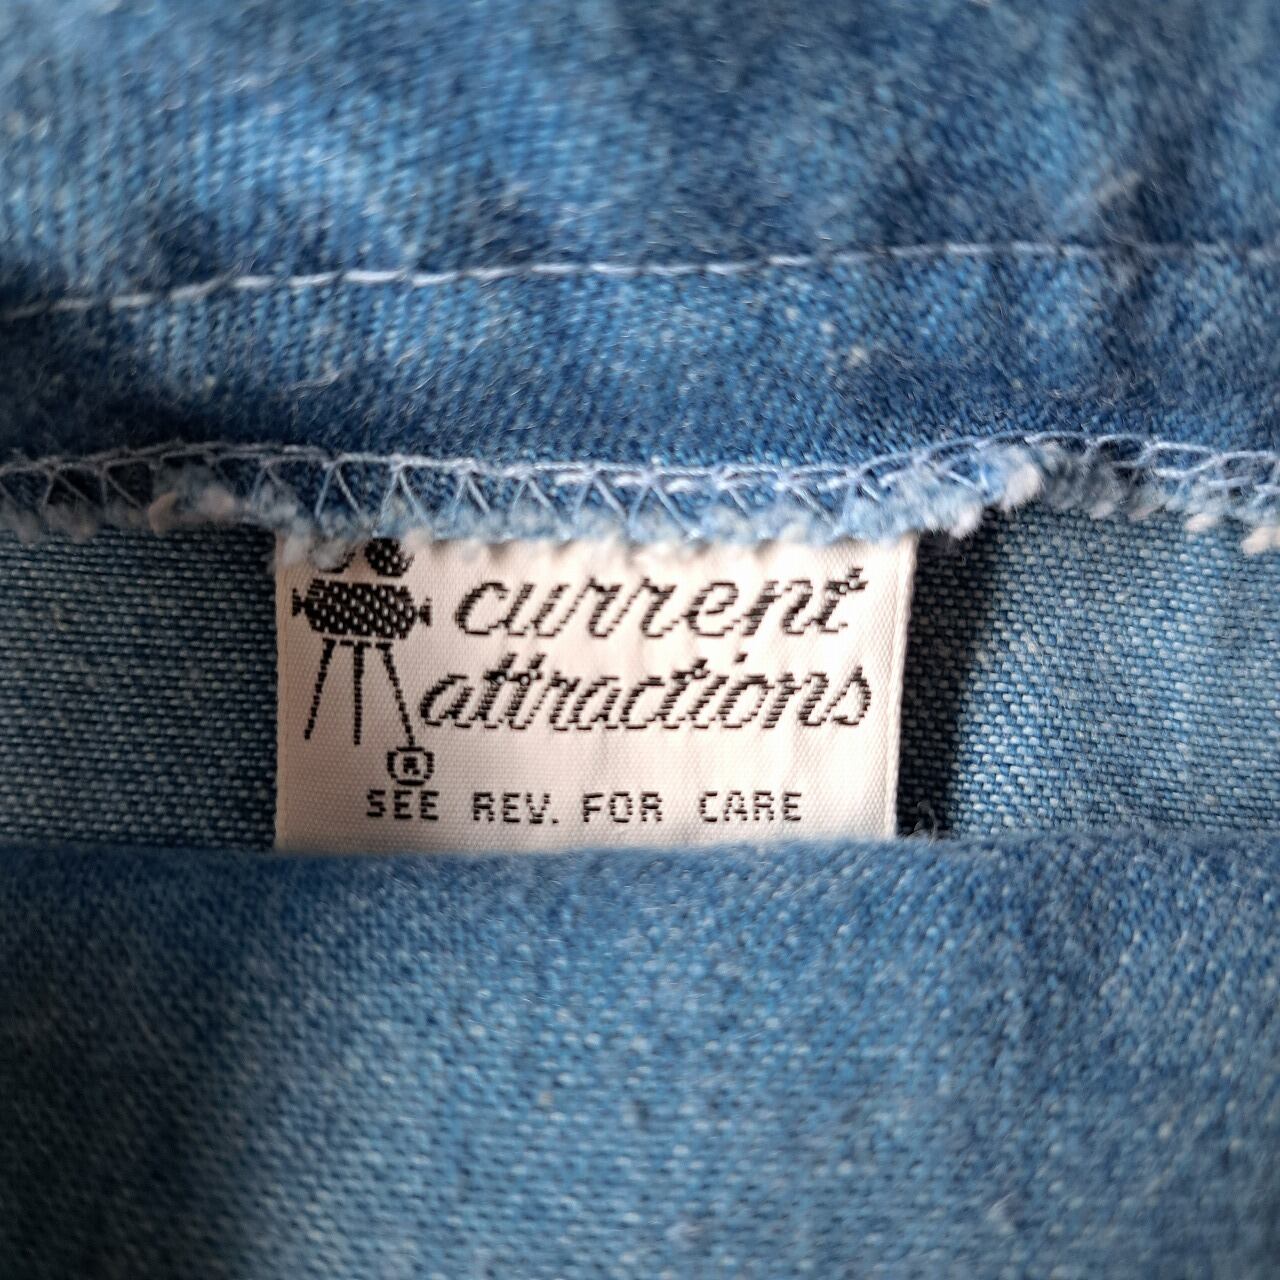 current
attractions
®
SEE REV. FOR CARE